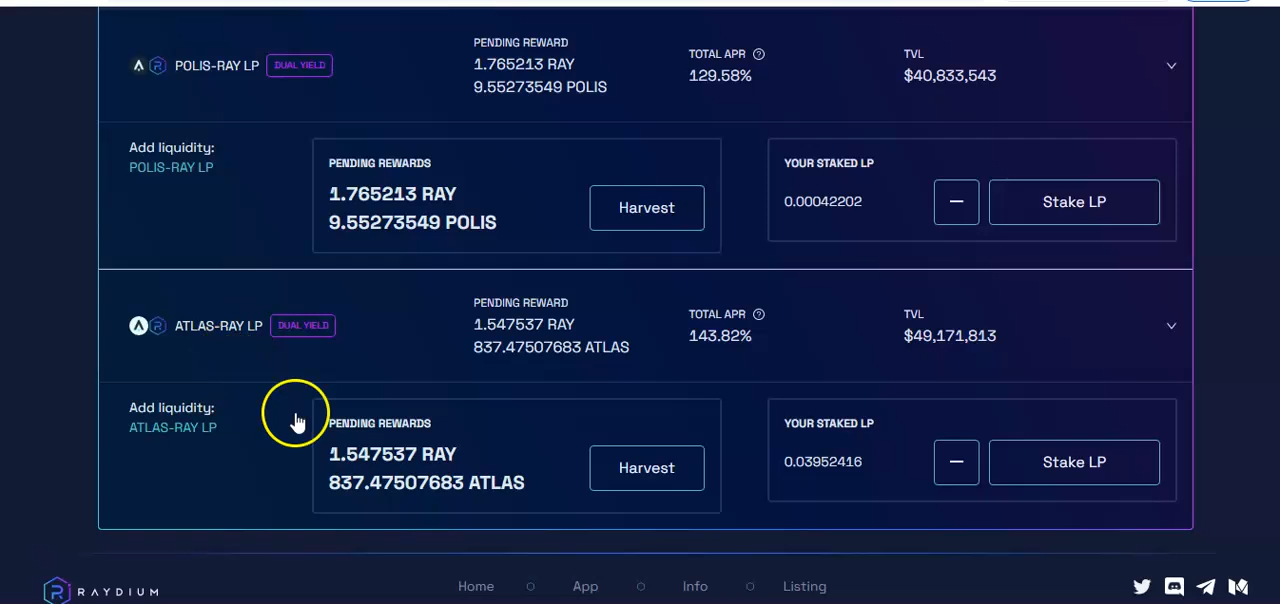 POLIS-RAY LP DUAL YIELD
PENDING REWARD
1.765213 RAY
9.55273549 POLIS
TOTAL APR ?
129.58%
TVL
$40,833,543
Add liquidity:
POLIS-RAY LP
PENDING REWARDS
1.765213 RAY
9.55273549 POLIS
Harvest
YOUR STAKED LP
0.00042202
Stake LP
ATLAS-RAY LP DUAL YIELD
PENDING REWARD
1.547537 RAY
837.47507683 ATLAS
TOTAL APR ?
143.82%
TVL
$49,171,813
Add liquidity:
ATLAS-RAY LP
PENDING REWARDS
1.547537 RAY
837.47507683 ATLAS
Harvest
YOUR STAKED LP
0.03952416
Stake LP
RAYDIUM
Home
App
Info
Listing